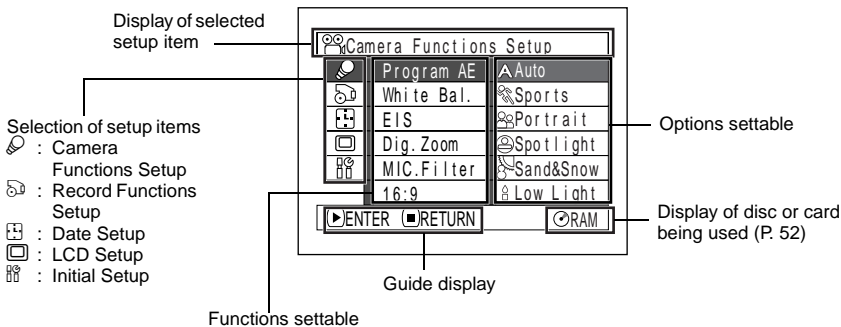 Display of selected
setup item
Camera Functions Setup
Program AE
White Bal.
EIS
Dig.Zoom
MIC.Filter
16:9
Auto
Sports
Portrait
Spotlight
Sand&Snow
Low Light
ENTER RETURN
RAM
Selection of setup items
: Camera
Functions Setup
: Record Functions
Setup
: Date Setup
: LCD Setup
: Initial Setup
Options settable
Display of disc or card
being used (P. 52)
Guide display
Functions settable